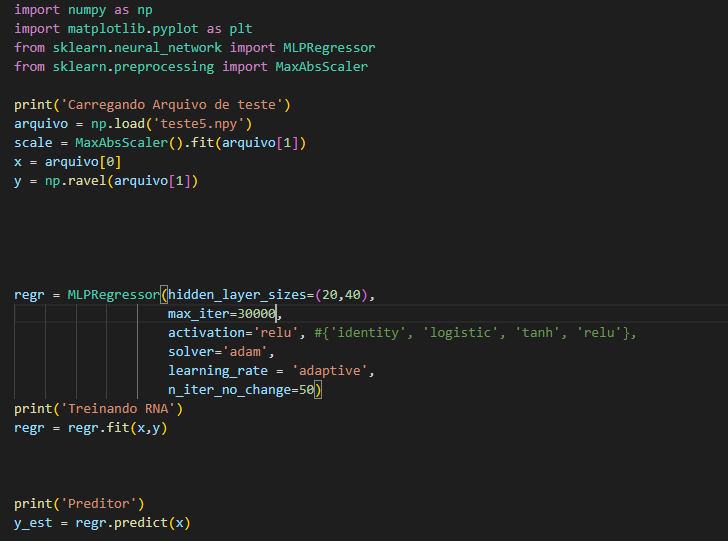 import numpy as np
import matplotlib.pyplot as plt
from sklearn.neural_network import MLPRegressor
from sklearn.preprocessing import MaxAbsScaler
print('Carregando Arquivo de teste')
arquivo = np.load('teste5.npy')
scale = MaxAbsScaler().fit(arquivo[1])
x = arquivo[0]
y = np.ravel(arquivo[1])
regr = MLPRegressor(hidden_layer_sizes=(20,40),
max_iter=30000,
activation='relu', #{'identity', 'logistic', 'tanh', 'relu'},
solver='adam',
learning_rate = 'adaptive',
n_iter_no_change=50)
print('Treinando RNA')
regr = regr.fit(x,y)
print('Preditor')
y_est = regr.predict(x)